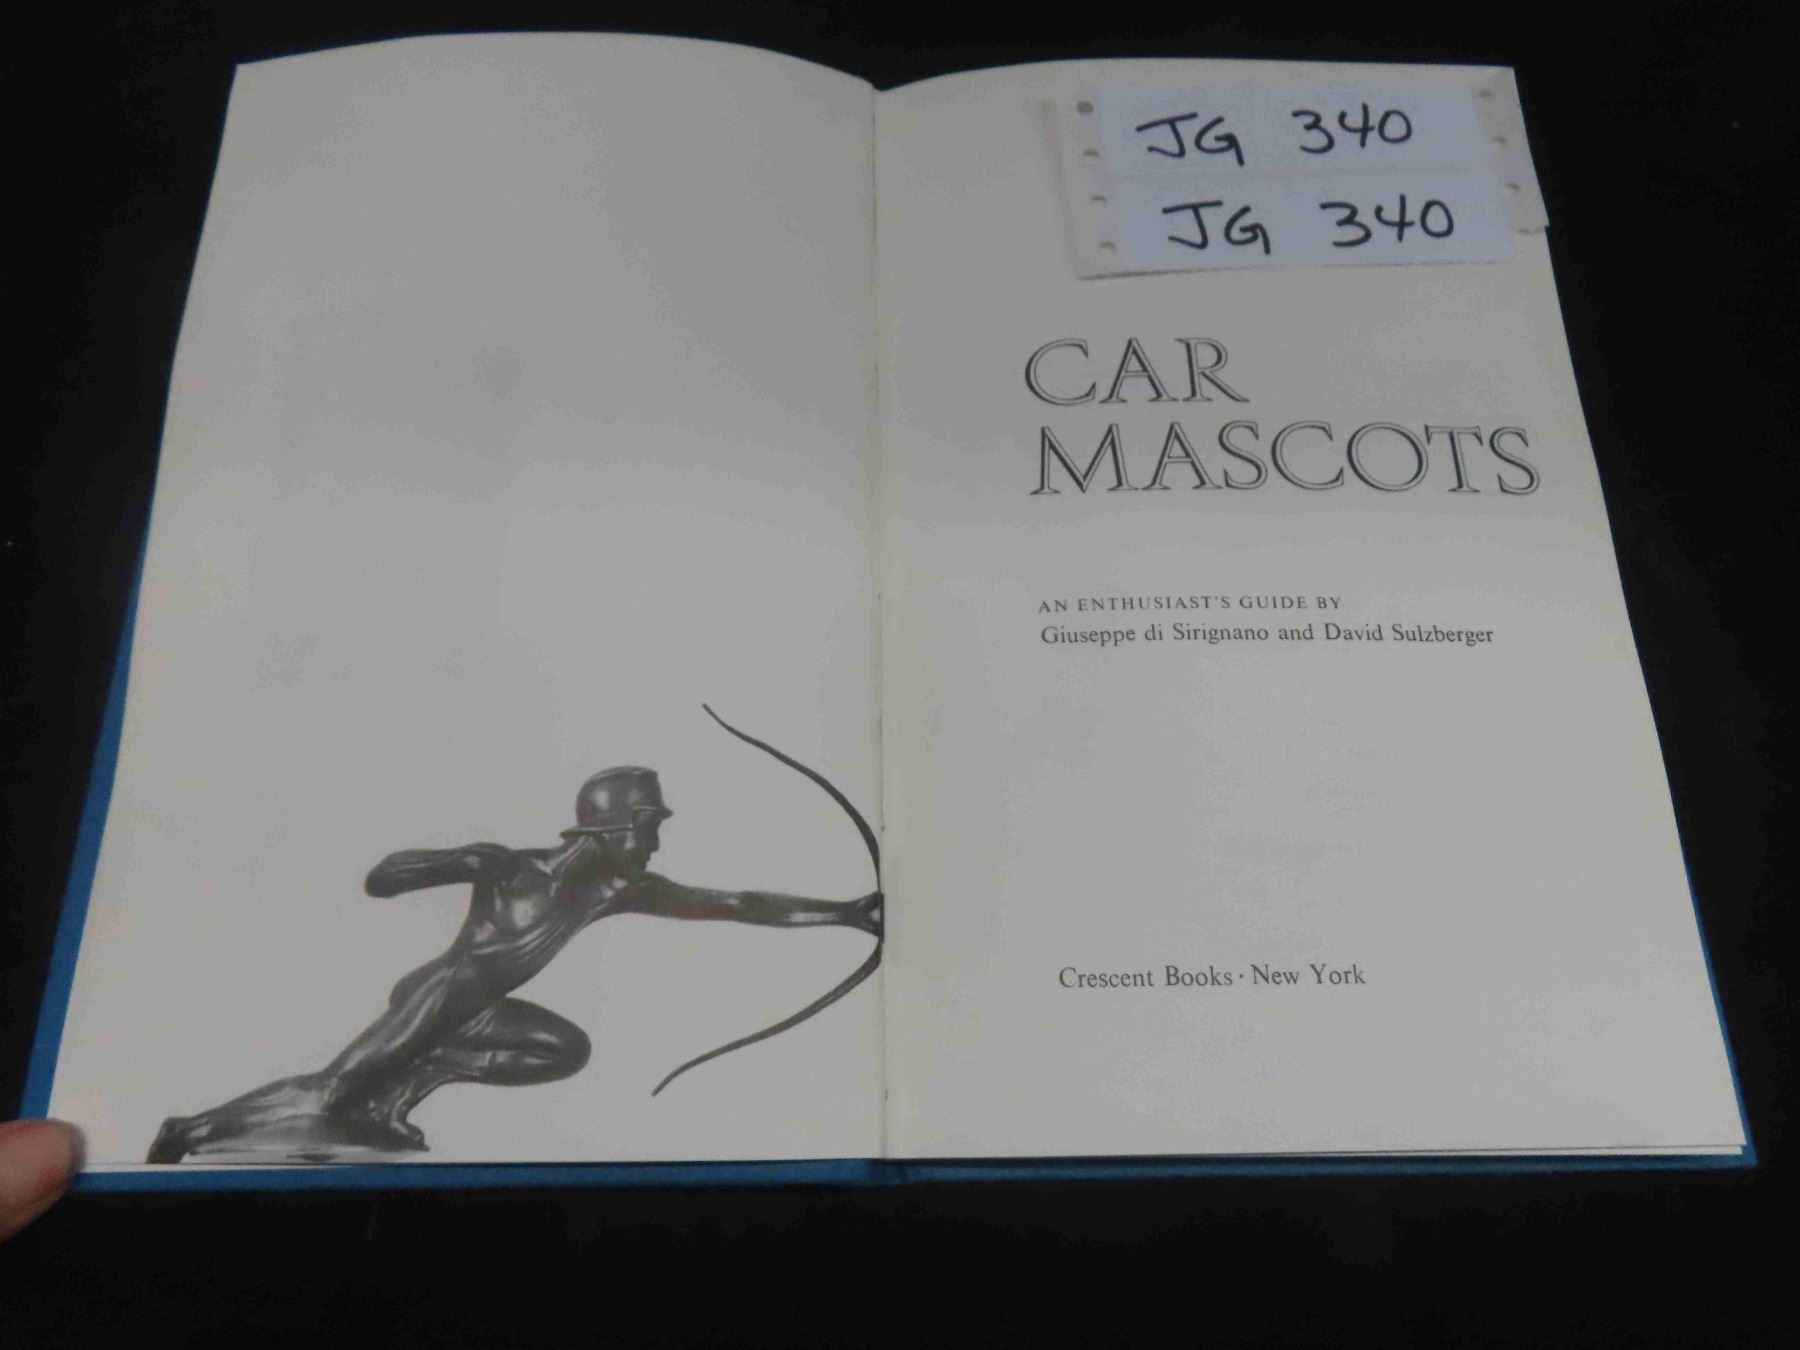 JG 340
JG 340
CAR
MASCOTS
AN ENTHUSIAST'S GUIDE BY
Giuseppe di Sirignano and David Sulzberger
Crescent Books · New York